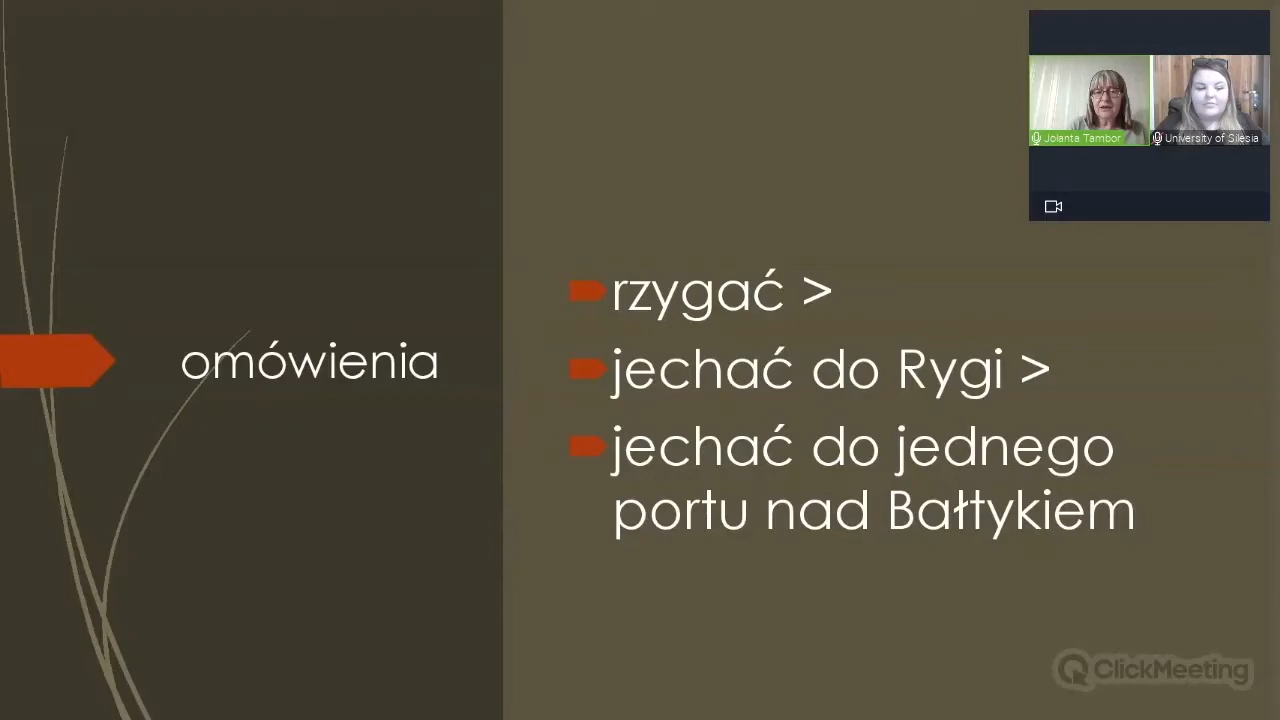 Jolanta Tambor
University of Silesia
omówienia
rzygać >
jechać do Rygi >
jechać do jednego
portu nad Bałtykiem
ClickMeeting